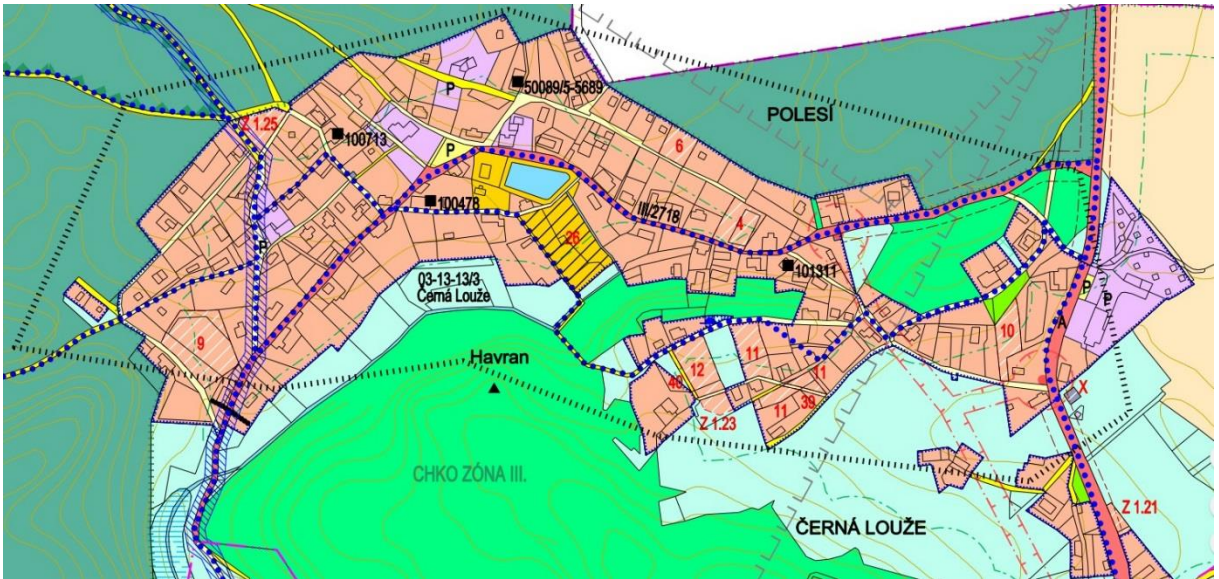 P
50089/5-5689
POLESÍ
Z 1.25
100713
6
P
100478
III/2718
4
26
P
101311
03-13-13/3
Černá Louže
P
P
9
10
A
Havran
11
12
40
11
X
11
39
Z 1.23
CHKO ZÓNA III.
Z 1.21
ČERNÁ LOUŽE